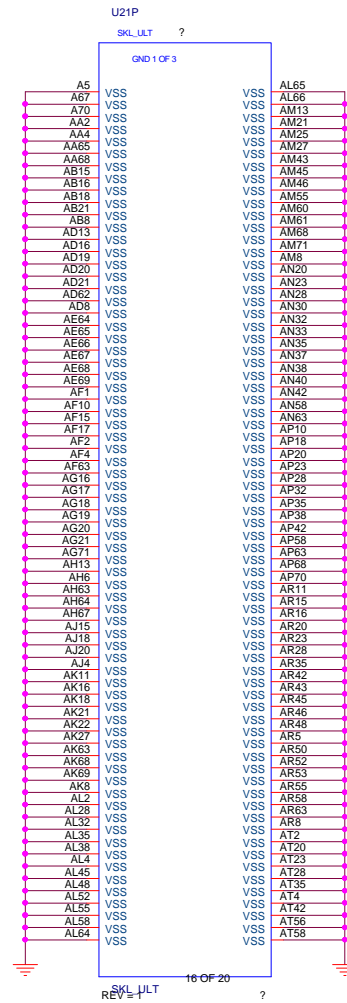 U21P
SKL_ULT ?
GND 1 OF 3
A5 VSS VSS AL65
A67 VSS VSS AL66
A70 VSS VSS AM13
AA2 VSS VSS AM21
AA4 VSS VSS AM25
AA65 VSS VSS AM27
AA68 VSS VSS AM43
AB15 VSS VSS AM45
AB16 VSS VSS AM46
AB18 VSS VSS AM55
AB21 VSS VSS AM60
AB8 VSS VSS AM61
AD13 VSS VSS AM68
AD16 VSS VSS AM71
AD19 VSS VSS AM8
AD20 VSS VSS AN20
AD21 VSS VSS AN23
AD62 VSS VSS AN28
AD8 VSS VSS AN30
AE64 VSS VSS AN32
AE65 VSS VSS AN33
AE66 VSS VSS AN35
AE67 VSS VSS AN37
AE68 VSS VSS AN38
AE69 VSS VSS AN40
AF1 VSS VSS AN42
AF10 VSS VSS AN58
AF15 VSS VSS AN63
AF17 VSS VSS AP10
AF2 VSS VSS AP18
AF4 VSS VSS AP20
AF63 VSS VSS AP23
AG16 VSS VSS AP28
AG17 VSS VSS AP32
AG18 VSS VSS AP35
AG19 VSS VSS AP38
AG20 VSS VSS AP42
AG21 VSS VSS AP58
AG71 VSS VSS AP63
AH13 VSS VSS AP68
AH6 VSS VSS AP70
AH63 VSS VSS AR11
AH64 VSS VSS AR15
AH67 VSS VSS AR16
AJ15 VSS VSS AR20
AJ18 VSS VSS AR23
AJ20 VSS VSS AR28
AJ4 VSS VSS AR35
AK11 VSS VSS AR42
AK16 VSS VSS AR43
AK18 VSS VSS AR45
AK21 VSS VSS AR46
AK22 VSS VSS AR48
AK27 VSS VSS AR5
AK63 VSS VSS AR50
AK68 VSS VSS AR52
AK69 VSS VSS AR53
AK8 VSS VSS AR55
AL2 VSS VSS AR58
AL28 VSS VSS AR63
AL32 VSS VSS AR8
AL35 VSS VSS AT2
AL38 VSS VSS AT20
AL4 VSS VSS AT23
AL45 VSS VSS AT28
AL48 VSS VSS AT35
AL52 VSS VSS AT4
AL55 VSS VSS AT42
AL58 VSS VSS AT56
AL64 VSS VSS AT58
16 OF 20
SKL_ULT
REV = 1 ?